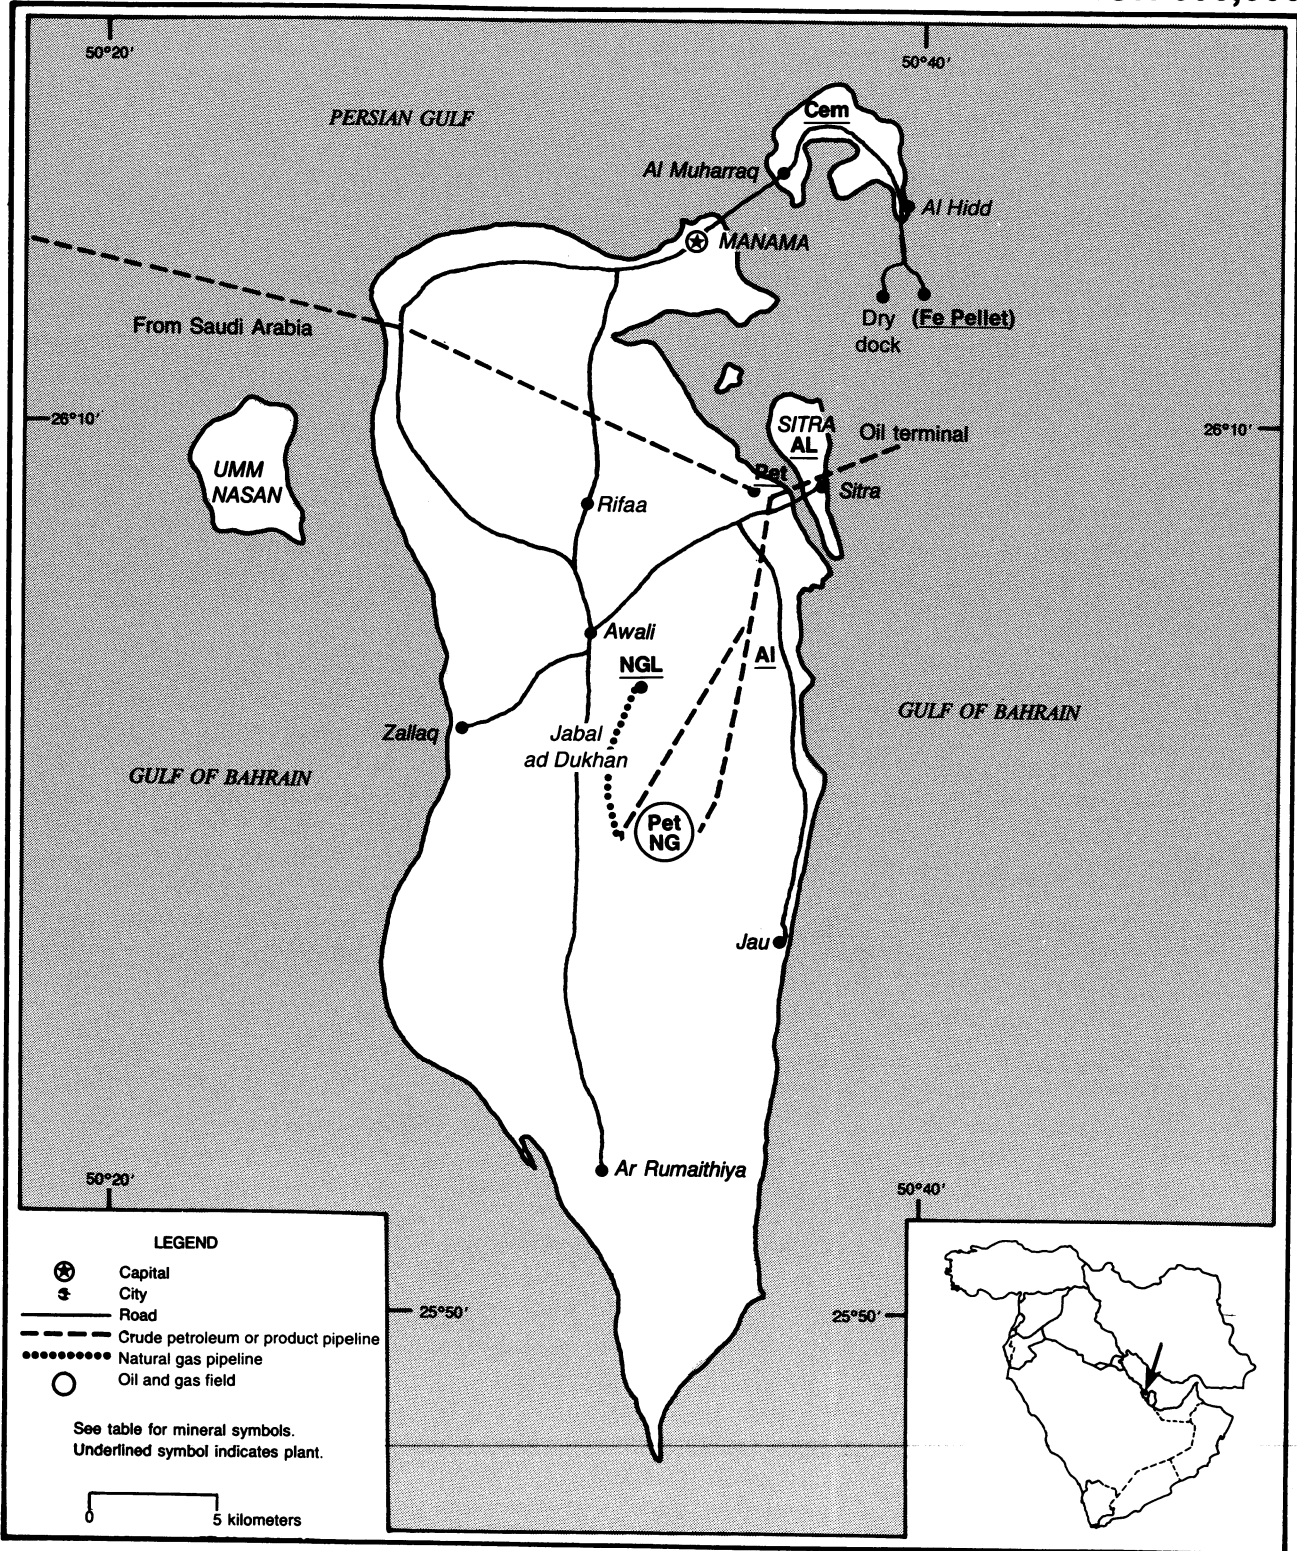 50°20'
50°40'
PERSIAN GULF
Cem
Al Muharraq
Al Hidd
MANAMA
From Saudi Arabia
Dry
dock
(Fe Pellet)
26°10'
26°10'
SITRA
AL
Oil terminal
UMM
NASAN
Pet
Sitra
Rifaa
Awali
NGL
Al
GULF OF BAHRAIN
Zallaq
Jabal
ad Dukhan
GULF OF BAHRAIN
Pet
NG
Jau
Ar Rumaithiya
50°20'
50°40'
25°50'
25°50'
LEGEND
Capital
City
Road
Crude petroleum or product pipeline
Natural gas pipeline
Oil and gas field
See table for mineral symbols.
Underlined symbol indicates plant.
0
5 kilometers